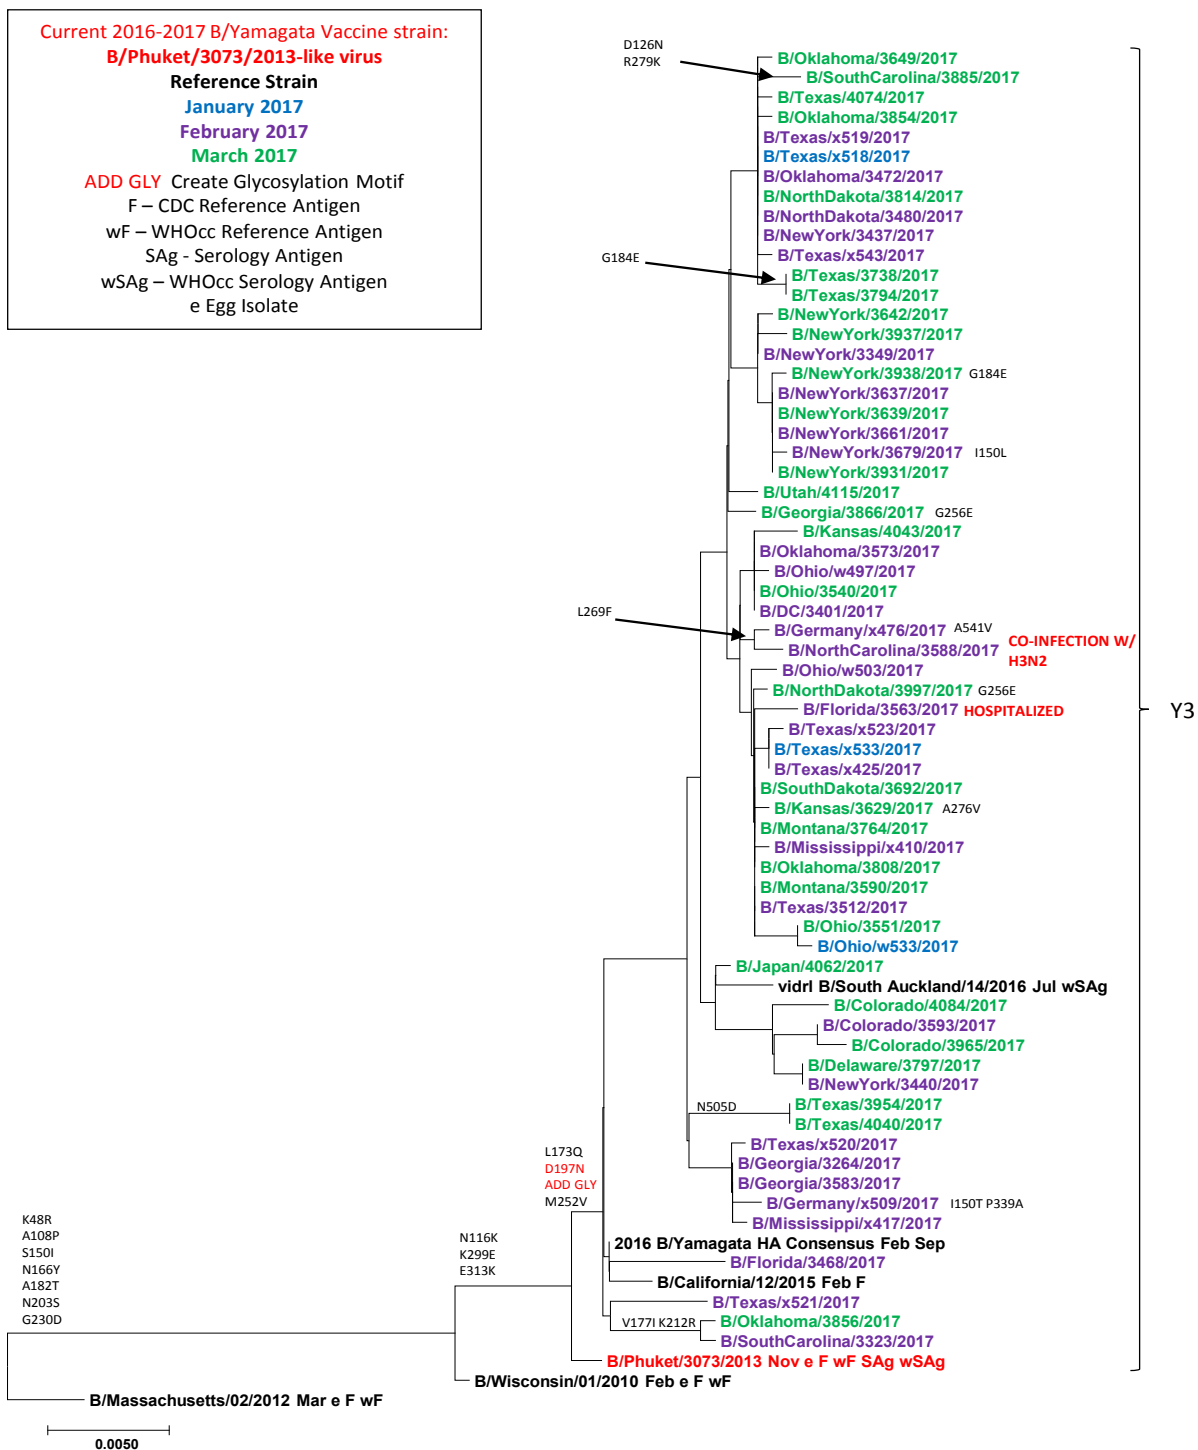 Current 2016-2017 B/Yamagata Vaccine strain:
B/Phuket/3073/2013-like virus
Reference Strain
January 2017
February 2017
March 2017
ADD GLY Create Glycosylation Motif
F – CDC Reference Antigen
wF – WHOcc Reference Antigen
SAg - Serology Antigen
wSAg – WHOcc Serology Antigen
e Egg Isolate
D126N
R279K
B/Oklahoma/3649/2017
B/SouthCarolina/3885/2017
B/Texas/4074/2017
B/Oklahoma/3854/2017
B/Texas/x519/2017
B/Texas/x518/2017
B/Oklahoma/3472/2017
B/NorthDakota/3814/2017
B/NorthDakota/3480/2017
B/NewYork/3437/2017
B/Texas/x543/2017
G184E
B/Texas/3738/2017
B/Texas/3794/2017
B/NewYork/3642/2017
B/NewYork/3937/2017
B/NewYork/3349/2017
B/NewYork/3938/2017 G184E
B/NewYork/3637/2017
B/NewYork/3639/2017
B/NewYork/3661/2017
B/NewYork/3679/2017 I150L
B/NewYork/3931/2017
B/Utah/4115/2017
B/Georgia/3866/2017 G256E
B/Kansas/4043/2017
B/Oklahoma/3573/2017
B/Ohio/w497/2017
B/Ohio/3540/2017
B/DC/3401/2017
L269F
B/Germany/x476/2017 A541V
B/NorthCarolina/3588/2017 CO-INFECTION W/
H3N2
B/Ohio/w503/2017
B/NorthDakota/3997/2017 G256E
B/Florida/3563/2017 HOSPITALIZED
Y3
B/Texas/x523/2017
B/Texas/x533/2017
B/Texas/x425/2017
B/SouthDakota/3692/2017
B/Kansas/3629/2017 A276V
B/Montana/3764/2017
B/Mississippi/x410/2017
B/Oklahoma/3808/2017
B/Montana/3590/2017
B/Texas/3512/2017
B/Ohio/3551/2017
B/Ohio/w533/2017
B/Japan/4062/2017
vidrl B/South Auckland/14/2016 Jul wSAg
B/Colorado/4084/2017
B/Colorado/3593/2017
B/Colorado/3965/2017
B/Delaware/3797/2017
B/NewYork/3440/2017
N505D
B/Texas/3954/2017
B/Texas/4040/2017
B/Texas/x520/2017
B/Georgia/3264/2017
B/Georgia/3583/2017
B/Germany/x509/2017 I150T P339A
B/Mississippi/x417/2017
L173Q
D197N
ADD GLY
M252V
2016 B/Yamagata HA Consensus Feb Sep
B/Florida/3468/2017
B/California/12/2015 Feb F
B/Texas/x521/2017
V177I K212R
B/Oklahoma/3856/2017
B/SouthCarolina/3323/2017
N116K
K299E
E313K
B/Phuket/3073/2013 Nov e F wF SAg wSAg
B/Wisconsin/01/2010 Feb e F wF
K48R
A108P
S150I
N166Y
A182T
N203S
G230D
B/Massachusetts/02/2012 Mar e F wF
0.0050